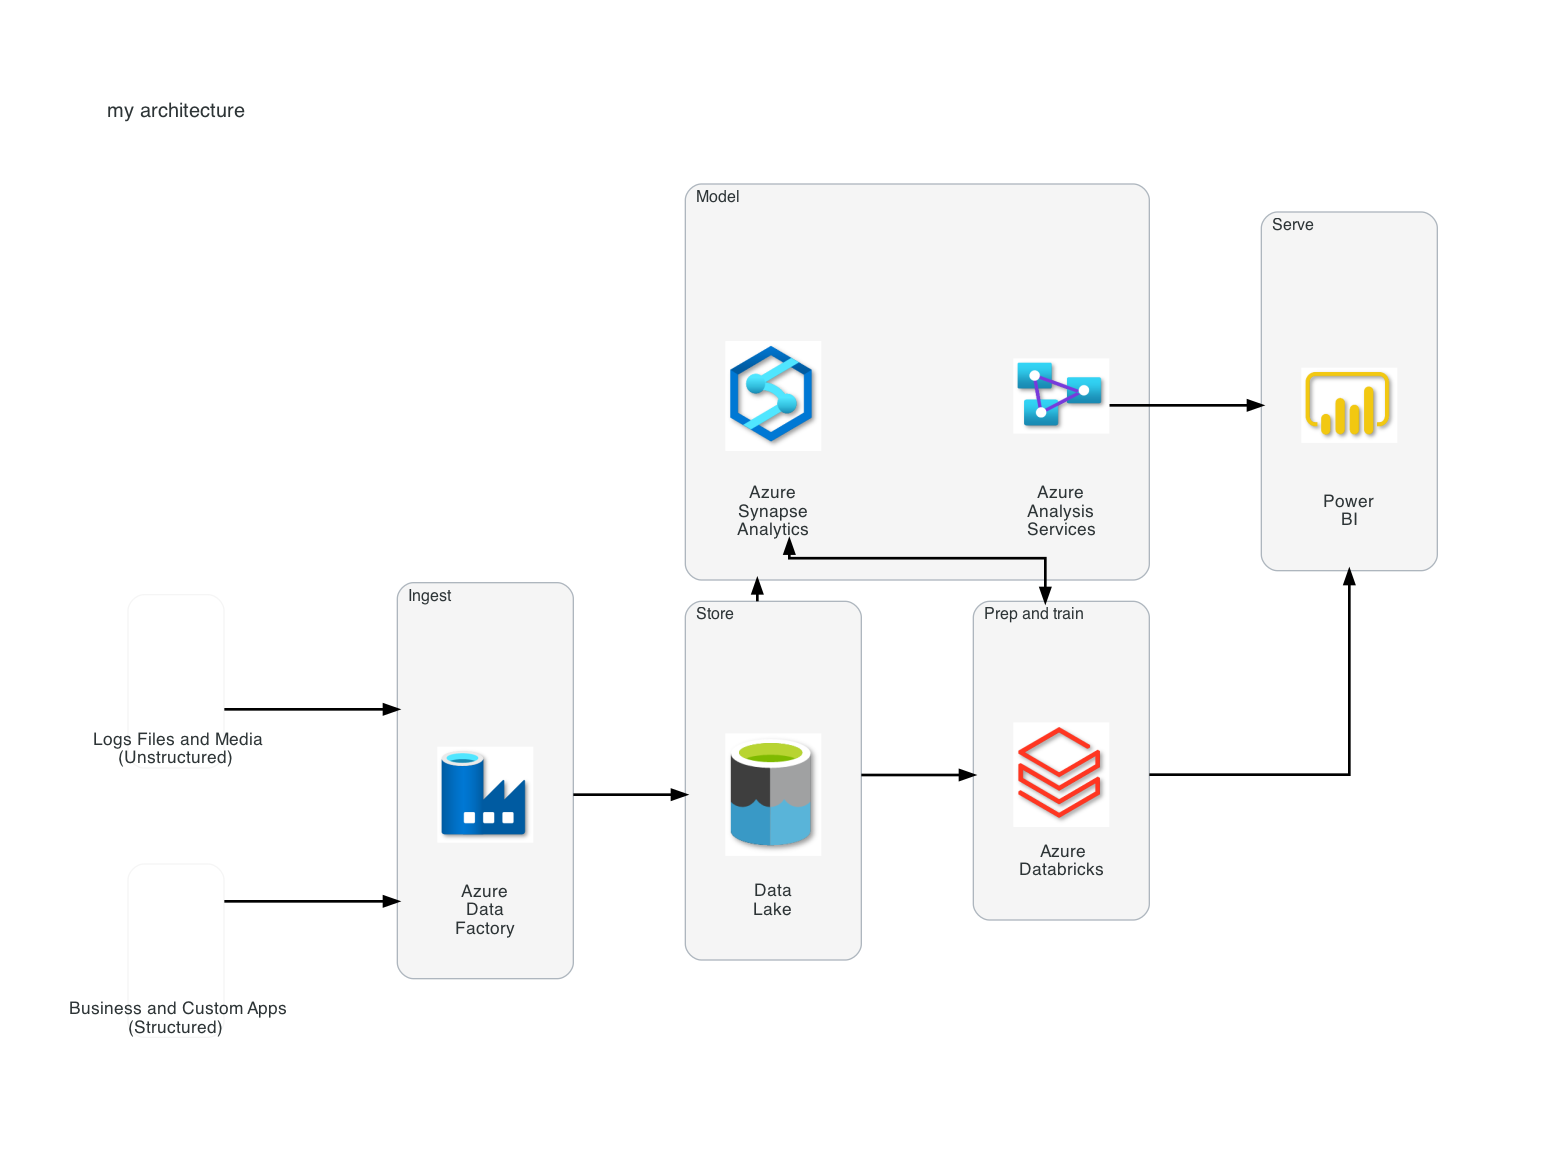 my architecture
Model
Serve
Azure
Synapse
Analytics
Azure
Analysis
Services
Power
BI
Ingest
Store
Prep and train
Logs Files and Media
(Unstructured)
Azure
Data
Factory
Data
Lake
Azure
Databricks
Business and Custom Apps
(Structured)